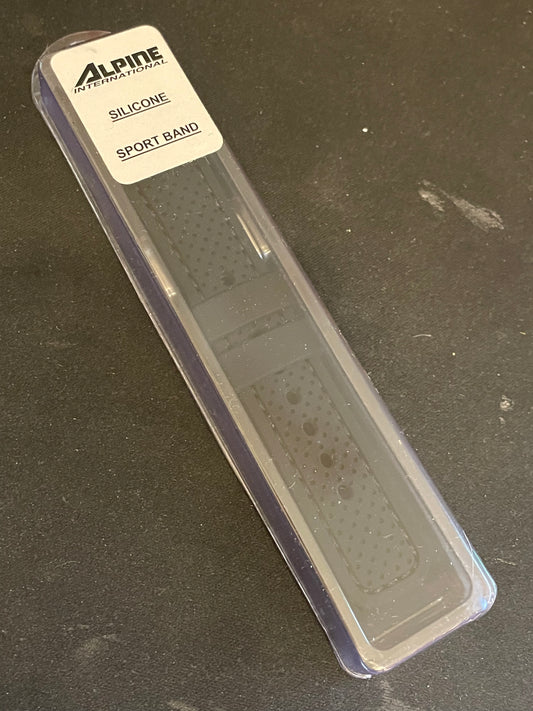 ALPINE
INTERNATIONAL
SILICONE
SPORT BAND